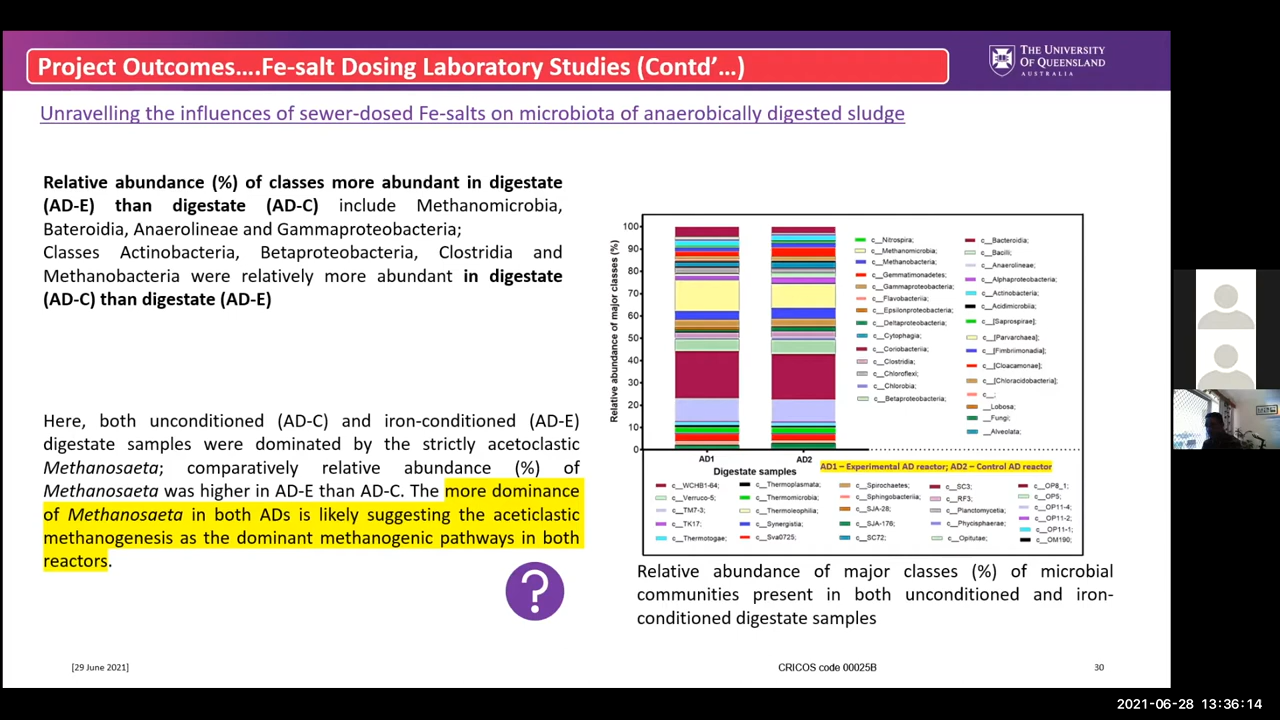 Project Outcomes....Fe-salt Dosing Laboratory Studies (Contd'...)
THE UNIVERSITY
OF QUEENSLAND
AUSTRALIA
Unravelling the influences of sewer-dosed Fe-salts on microbiota of anaerobically digested sludge
Relative abundance (%) of classes more abundant in digestate
(AD-E) than digestate (AD-C) include Methanomicrobia,
Bateroidia, Anaerolineae and Gammaproteobacteria;
Classes Actinobacteria, Betaproteobacteria, Clostridia and
Methanobacteria were relatively more abundant in digestate
(AD-C) than digestate (AD-E)
Here, both unconditioned (AD-C) and iron-conditioned (AD-E)
digestate samples were dominated by the strictly acetoclastic
Methanosaeta; comparatively relative abundance (%) of
Methanosaeta was higher in AD-E than AD-C. The more dominance
of Methanosaeta in both ADs is likely suggesting the aceticlastic
methanogenesis as the dominant methanogenic pathways in both
reactors.
?
Relative abundance of major classes (%)
100
90
80
70
60
50
40
30
20
10
0
AD1
AD2
Digestate samples
AD1 – Experimental AD reactor; AD2 – Control AD reactor
c__Nitrospira;
c__Methanomicrobia;
c__Methanobacteria;
c__Gemmatimonadetes;
c__Gammaproteobacteria;
c__Flavobacteriia;
c__Epsilonproteobacteria;
c__Deltaproteobacteria;
c__Cytophagia;
c__Coriobacteriia;
c__Clostridia;
c__Chloroflexi;
c__Chlorobia;
c__Betaproteobacteria;
c__Bacteroidia;
c__Bacilli;
c__Anaerolineae;
c__Alphaproteobacteria;
c__Actinobacteria;
c__Acidimicrobiia;
c__[Saprospirae];
c__[Parvarchaea];
c__[Fimbriimonadia];
c__[Cloacamonae];
c__[Chloracidobacteria];
c__;
__Lobosa;
__Fungi;
__Alveolata;
c__WCHB1-64;
c__Verruco-5;
c__TM7-3;
c__TK17;
c__Thermotogae;
c__Thermoplasmata;
c__Thermomicrobia;
c__Thermoleophilia;
c__Synergistia;
c__Sva0725;
c__Spirochaetes;
c__Sphingobacteriia;
c__SJA-28;
c__SJA-176;
c__SC72;
c__SC3;
c__RF3;
c__Planctomycetia;
c__Phycisphaerae;
c__Opitutae;
c__OP8_1;
c__OP5;
c__OP11-4;
c__OP11-2;
c__OP11-1;
c__OM190;
Relative abundance of major classes (%) of microbial
communities present in both unconditioned and iron-
conditioned digestate samples
[29 June 2021]
CRICOS code 00025B
30
2021-06-28 13:36:14